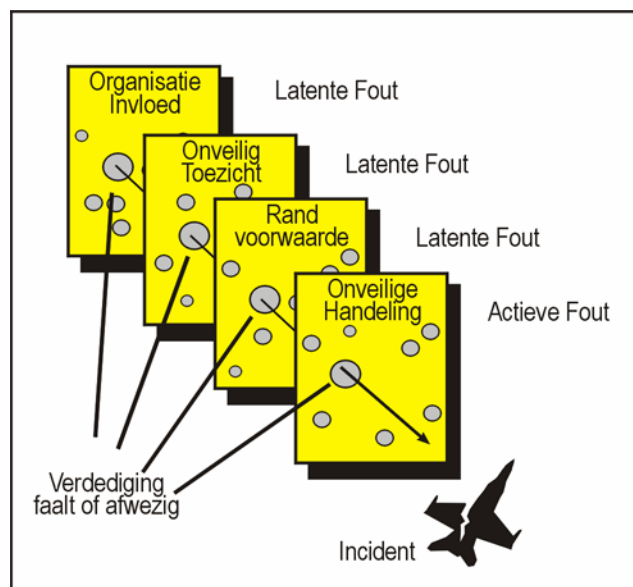 Organisatie
Invloed
Latente Fout
Onveilig
Toezicht
Latente Fout
Rand
voorwaarde
Latente Fout
Onveilige
Handeling
Actieve Fout
Verdediging
faalt of afwezig
Incident